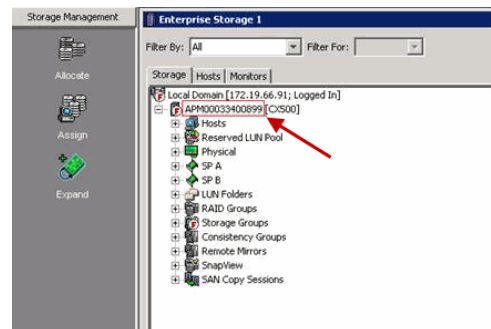 Storage Management
Enterprise Storage 1
Filter By: All Filter For:
Allocate
Assign
Expand
Storage Hosts Monitors
Local Domain [172.19.66.91; Logged In]
APM00033400899 [CX500]
Hosts
Reserved LUN Pool
Physical
SP A
SP B
LUN Folders
RAID Groups
Storage Groups
Consistency Groups
Remote Mirrors
SnapView
SAN Copy Sessions